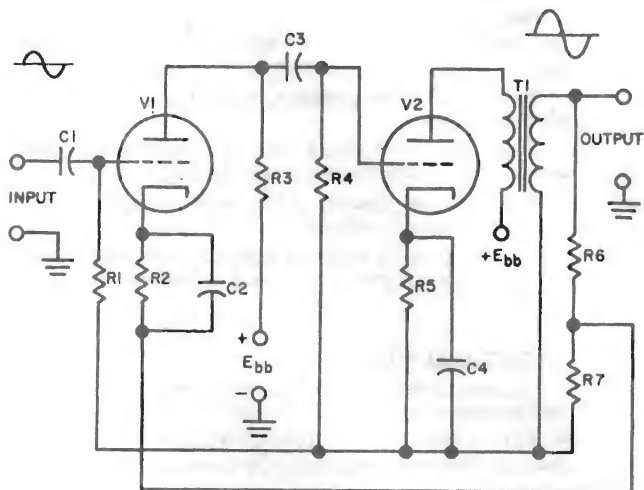 C3
V1
V2
T1
C1
OUTPUT
R3
R4
INPUT
+Ebb
R6
R1
R2
C2
R5
+
Ebb
-
C4
R7